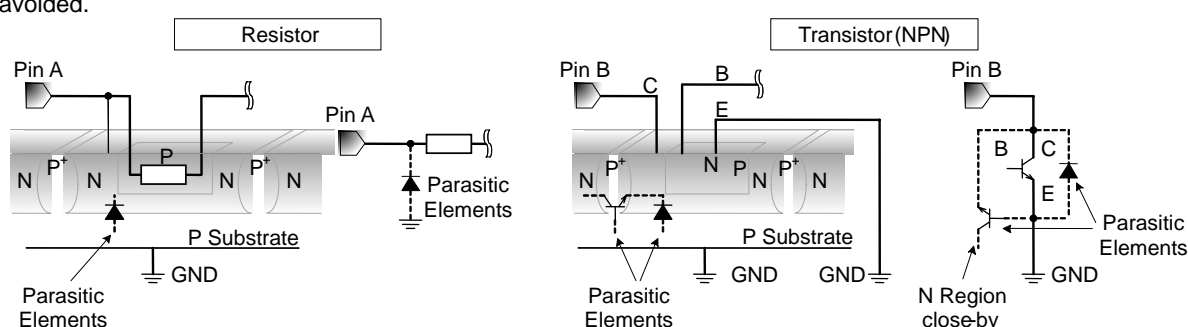 avoided.
Resistor
Transistor (NPN)
Pin A
Pin A
Pin B
C
B
E
Pin B
N
P+
N
P
N
P+
N
Parasitic
Elements
N
P+
N
P
N
N
B
C
E
Parasitic
Elements
P Substrate
GND
P Substrate
GND
GND
GND
Parasitic
Elements
Parasitic
Elements
N Region
close-by